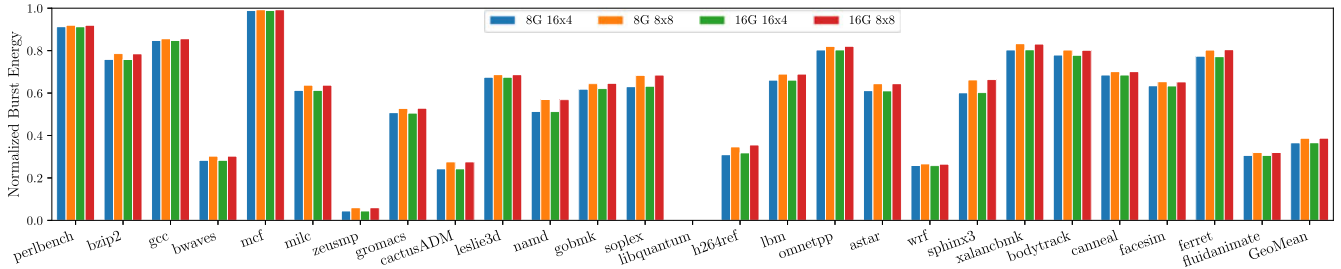 Normalized Burst Energy
1.0
0.8
0.6
0.4
0.2
0.0
8G 16x4 8G 8x8 16G 16x4 16G 8x8
perlbench bzip2 gcc bwaves mcf milc zeusmp gromacs cactusADM leslie3d namd gobmk soplex libquantum h264ref lbm omnetpp astar wrf sphinx3 xalancbmk bodytrack canneal facesim ferret fluidanimate GeoMean